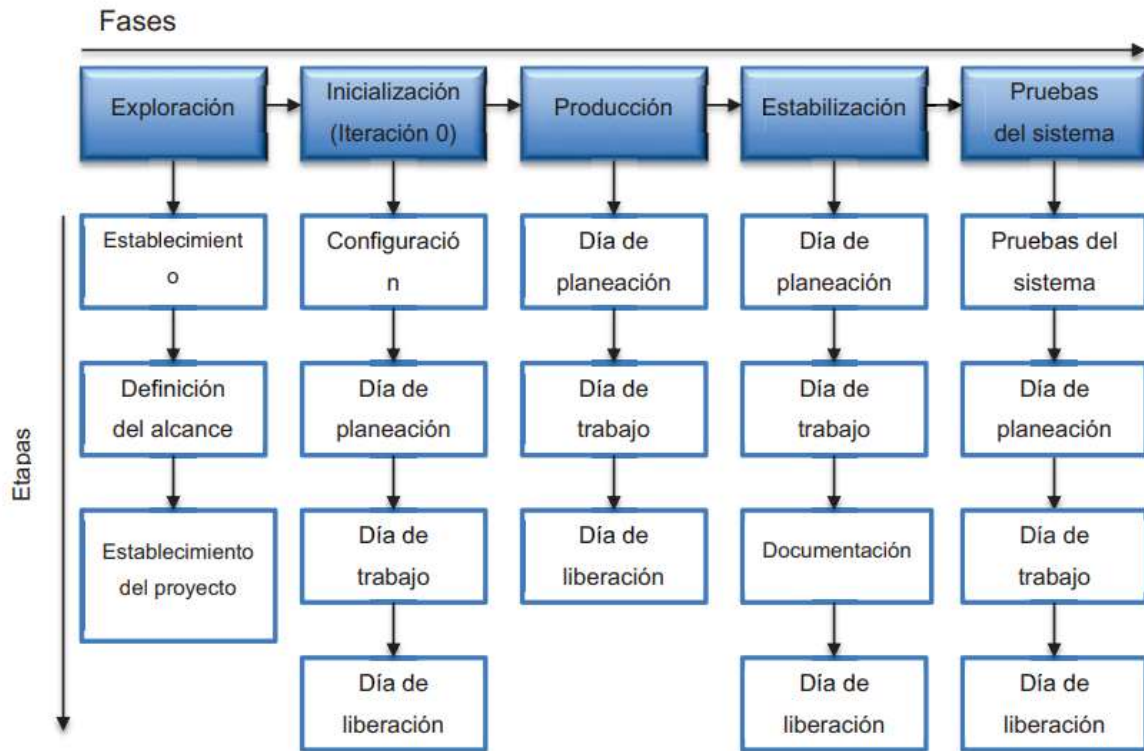 Fases
Exploración
Inicialización
(Iteración 0)
Producción
Estabilización
Pruebas
del sistema
Etapas
Establecimient
o
Configuració
n
Día de
planeación
Día de
planeación
Pruebas del
sistema
Definición
del alcance
Día de
planeación
Día de
trabajo
Día de
trabajo
Día de
planeación
Establecimiento
del proyecto
Día de
trabajo
Día de
liberación
Documentación
Día de
trabajo
Día de
liberación
Día de
liberación
Día de
liberación